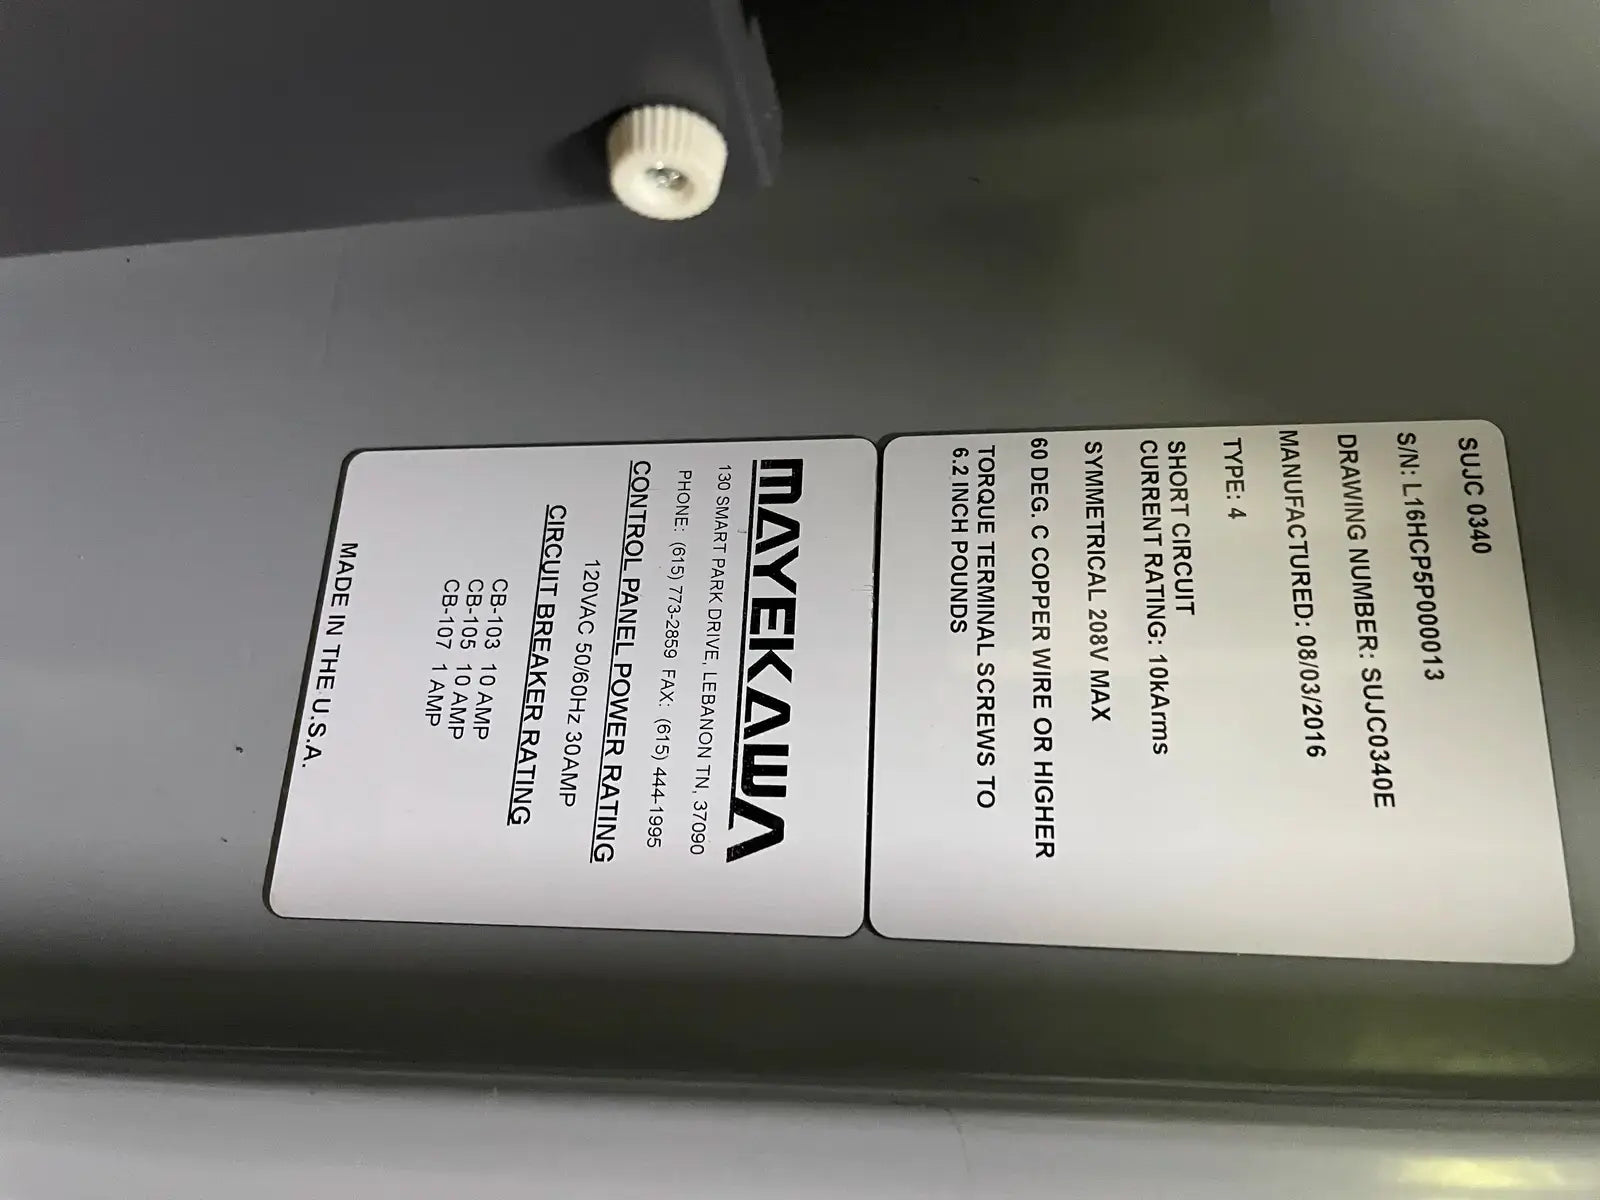 SUJC 0340
S/N: L16HCP5P000013
DRAWING NUMBER: SUJC0340E
MANUFACTURED: 08/03/2016
TYPE: 4
SHORT CIRCUIT
CURRENT RATING: 10kArms
SYMMETRICAL 208V MAX
60 DEG. C COPPER WIRE OR HIGHER
TORQUE TERMINAL SCREWS TO
6.2 INCH POUNDS
MAYEKAWA
130 SMART PARK DRIVE, LEBANON TN, 37090
PHONE: (615) 773-2859 FAX: (615) 444-1995
CONTROL PANEL POWER RATING
120VAC 50/60Hz 30AMP
CIRCUIT BREAKER RATING
CB-103 10 AMP
CB-105 10 AMP
CB-107 1 AMP
MADE IN THE U.S.A.